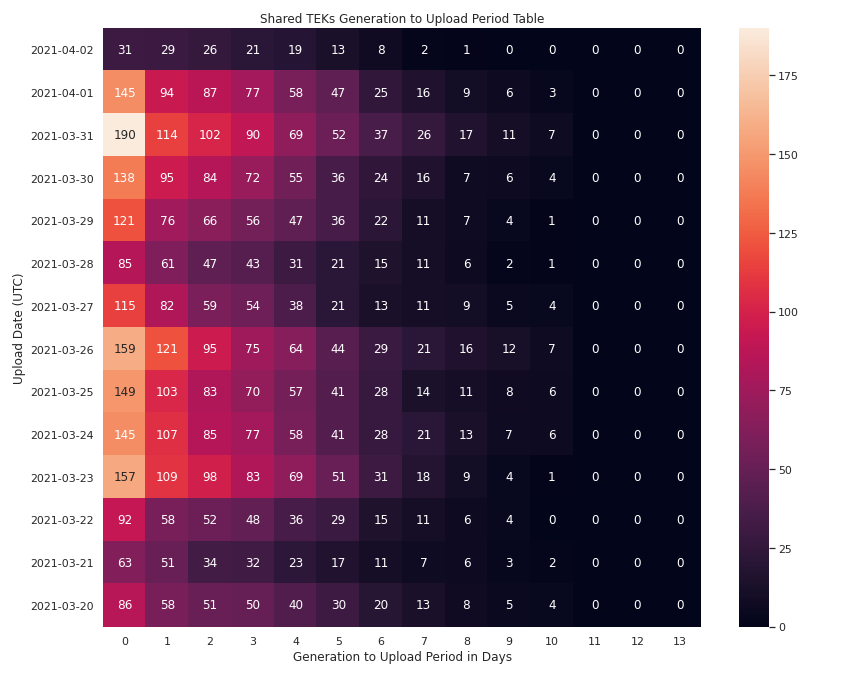 Shared TEKs Generation to Upload Period Table
Upload Date (UTC)
2021-04-02 31 29 26 21 19 13 8 2 1 0 0 0 0 0
2021-04-01 145 94 87 77 58 47 25 16 9 6 3 0 0 0
2021-03-31 190 114 102 90 69 52 37 26 17 11 7 0 0 0
2021-03-30 138 95 84 72 55 36 24 16 7 6 4 0 0 0
2021-03-29 121 76 66 56 47 36 22 11 7 4 1 0 0 0
2021-03-28 85 61 47 43 31 21 15 11 6 2 1 0 0 0
2021-03-27 115 82 59 54 38 21 13 11 9 5 4 0 0 0
2021-03-26 159 121 95 75 64 44 29 21 16 12 7 0 0 0
2021-03-25 149 103 83 70 57 41 28 14 11 8 6 0 0 0
2021-03-24 145 107 85 77 58 41 28 21 13 7 6 0 0 0
2021-03-23 157 109 98 83 69 51 31 18 9 4 1 0 0 0
2021-03-22 92 58 52 48 36 29 15 11 6 4 0 0 0 0
2021-03-21 63 51 34 32 23 17 11 7 6 3 2 0 0 0
2021-03-20 86 58 51 50 40 30 20 13 8 5 4 0 0 0
0 1 2 3 4 5 6 7 8 9 10 11 12 13
Generation to Upload Period in Days
175
150
125
100
75
50
25
0